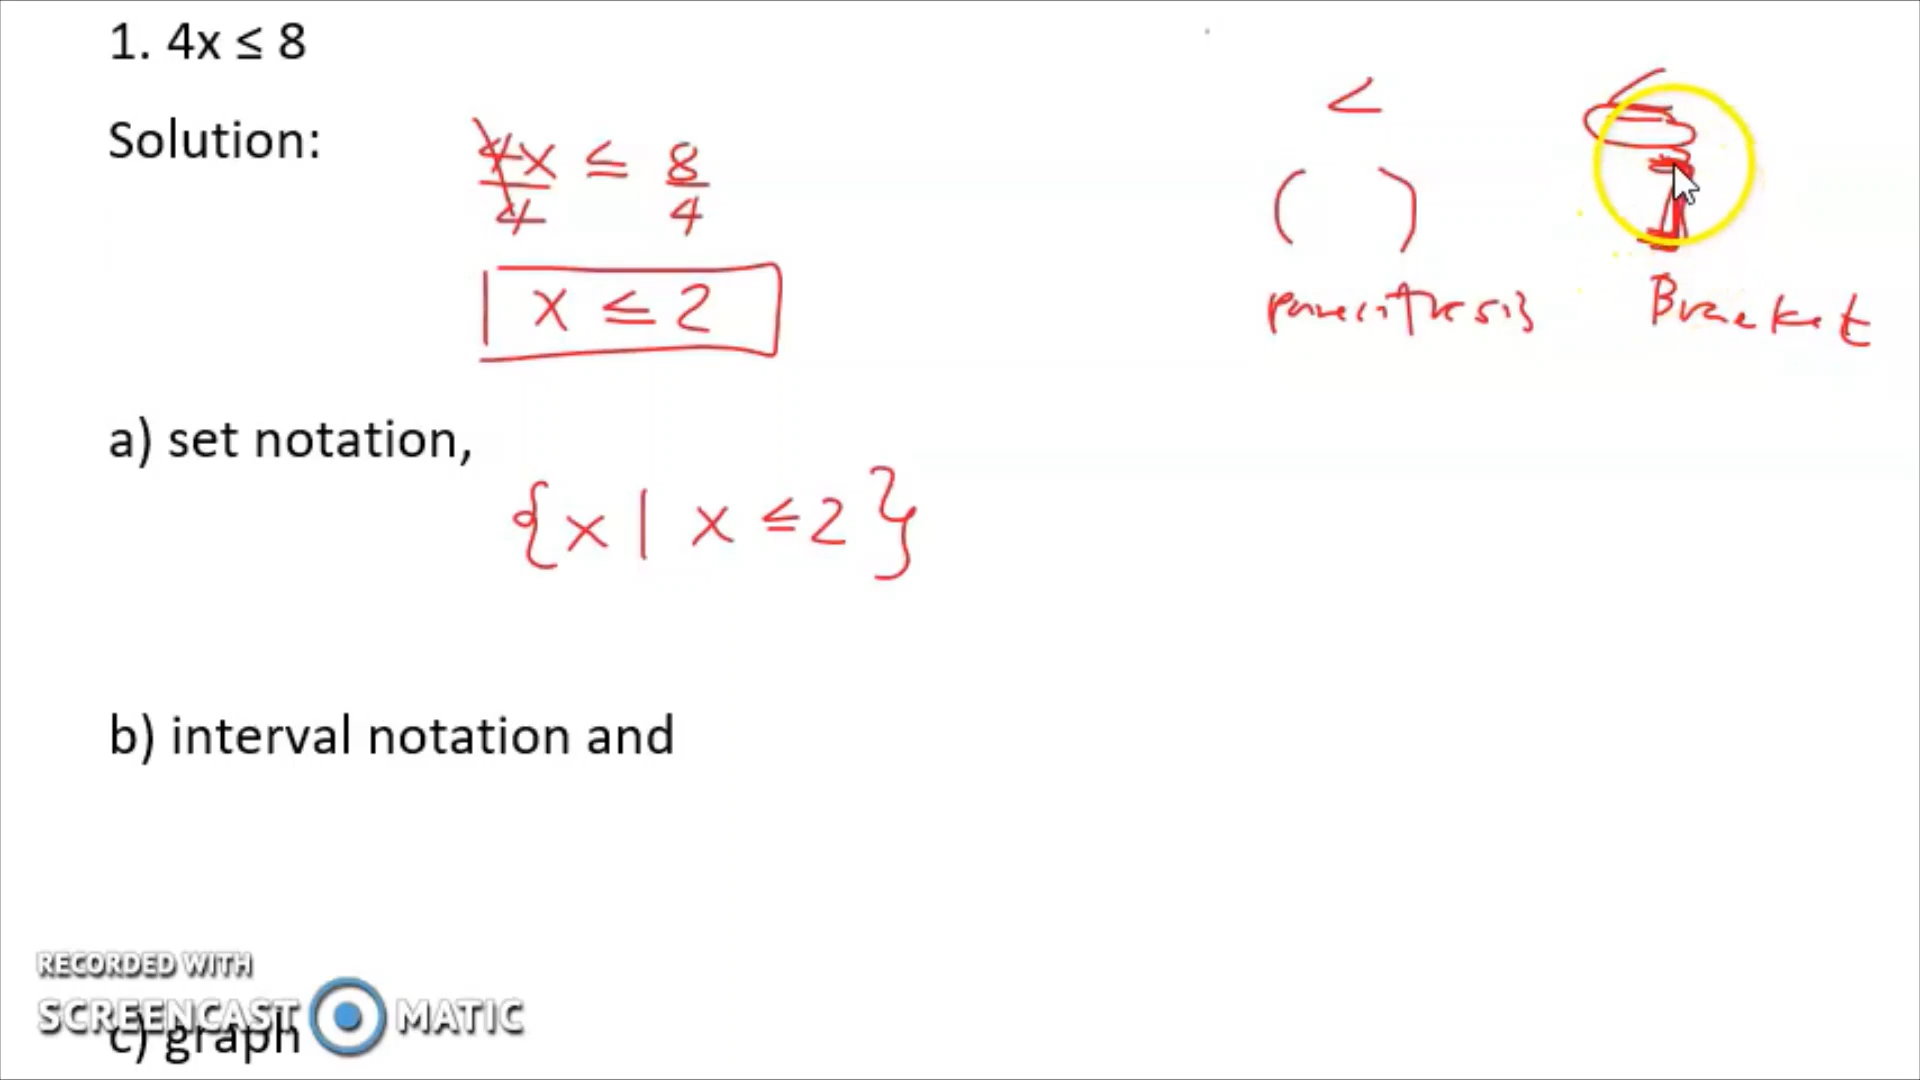 1. 4x ≤ 8
<
Solution:
4x ≤ 8
4 4
( )
x ≤ 2
Bracket
a) set notation,
{x | x ≤ 2}
b) interval notation and
RECORDED WITH
SCREENCAST MATIC
c) graph